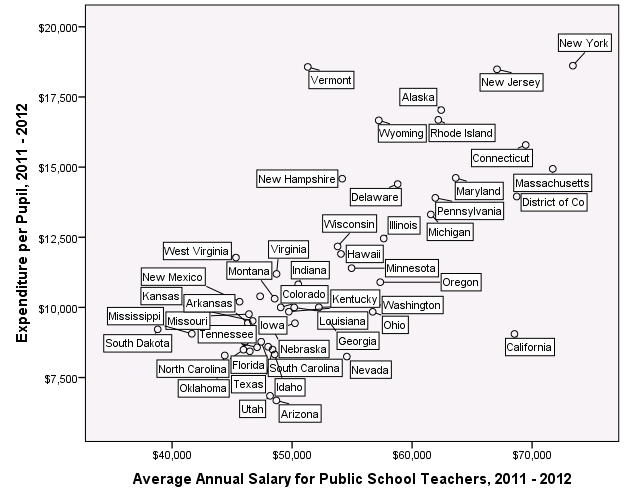 $20,000
New York
New Jersey
Vermont
$17,500
Alaska
Wyoming
Rhode Island
$15,000
Connecticut
New Hampshire
Massachusetts
Maryland
Delaware
District of Co
Pennsylvania
$12,500
Wisconsin
Illinois
Michigan
West Virginia
Virginia
Hawaii
New Mexico
Montana
Indiana
Minnesota
Oregon
Kansas
Arkansas
Colorado
Kentucky
Washington
$10,000
Mississippi
Missouri
Iowa
Louisiana
Ohio
South Dakota
Tennessee
Georgia
California
Nebraska
$7,500
North Carolina
Florida
South Carolina
Nevada
Oklahoma
Texas
Idaho
Utah
Arizona
$40,000
$50,000
$60,000
$70,000
Average Annual Salary for Public School Teachers, 2011 - 2012
Expenditure per Pupil, 2011 - 2012